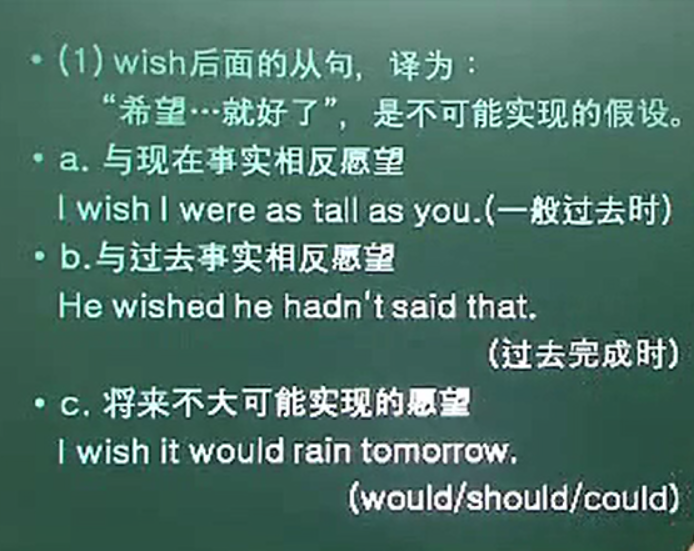 • (1) wish后面的从句，译为：
“希望…就好了”，是不可能实现的假设。
• a. 与现在事实相反愿望
I wish I were as tall as you.(一般过去时)
• b.与过去事实相反愿望
He wished he hadn't said that.
(过去完成时)
• c. 将来不大可能实现的愿望
I wish it would rain tomorrow.
(would/should/could)